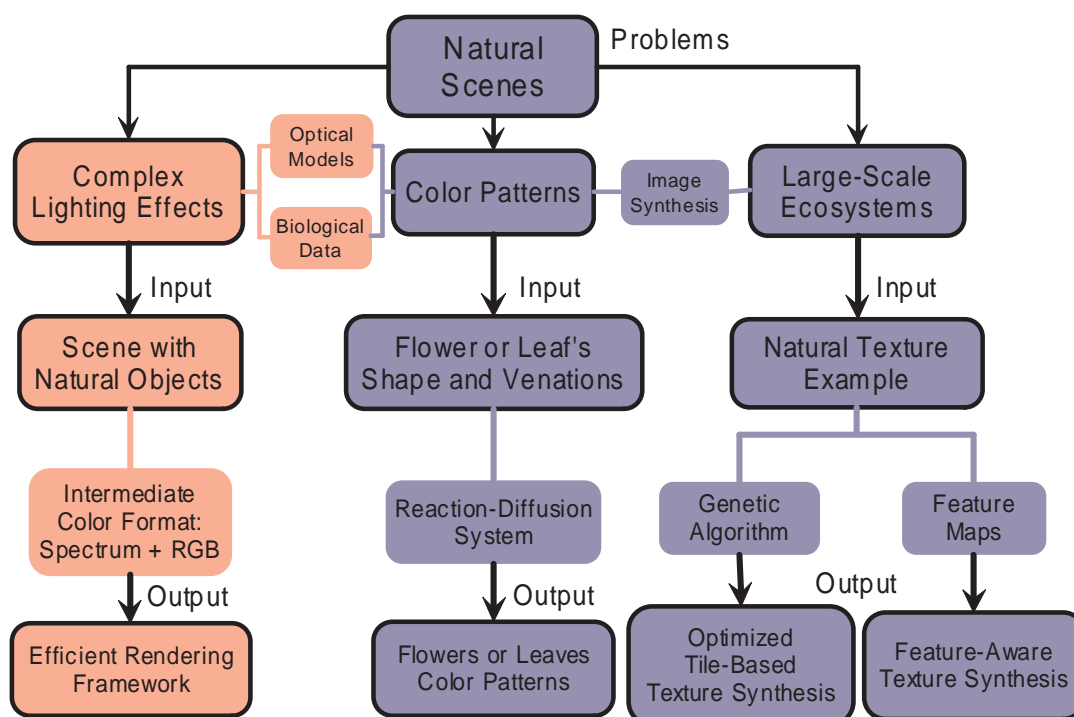 Natural
Scenes
Problems
Complex
Lighting Effects
Optical
Models
Biological
Data
Color Patterns
Image
Synthesis
Large-Scale
Ecosystems
Input
Input
Input
Scene with
Natural Objects
Flower or Leaf's
Shape and Venations
Natural Texture
Example
Intermediate
Color Format:
Spectrum + RGB
Reaction-Diffusion
System
Genetic
Algorithm
Feature
Maps
Output
Output
Output
Efficient Rendering
Framework
Flowers or Leaves
Color Patterns
Optimized
Tile-Based
Texture Synthesis
Feature-Aware
Texture Synthesis